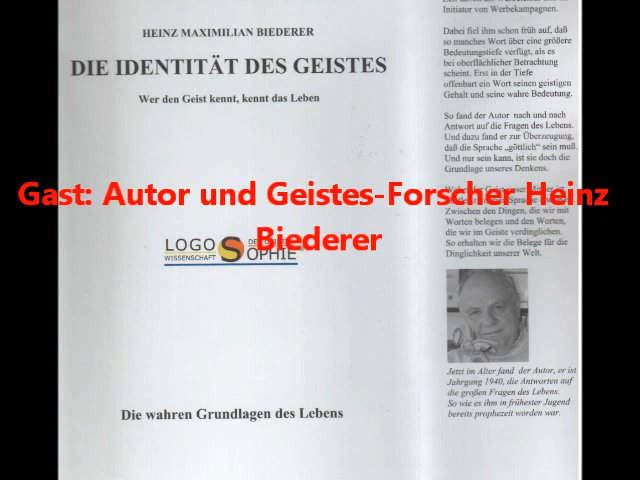 HEINZ MAXIMILIAN BIEDERER
DIE IDENTITÄT DES GEISTES
Wer den Geist kennt, kennt das Leben
Gast: Autor und Geistes-Forscher Heinz
Biederer
LOGO S OPHIE
WISSENSCHAFT
Die wahren Grundlagen des Lebens
Initiator von Werbekampagnen.
Dabei fiel ihm schon früh auf, daß
so manches Wort über eine größere
Bedeutungstiefe verfügt, als es
bei oberflächlicher Betrachtung
scheint. Erst in der Tiefe
offenbart ein Wort seinen geistigen
Gehalt und seine wahre Bedeutung.
So fand der Autor nach und nach
Antwort auf die Fragen des Lebens.
Und dazu fand er zur Überzeugung,
daß die Sprache „göttlich“ sein muß.
Und nur sein kann, ist sie doch die
Grundlage unseres Denkens.
Zwischen den Dingen, die wir mit
Worten belegen und den Worten,
die wir im Geiste verdinglichen.
So erhalten wir die Belege für die
Dinglichkeit unserer Welt.
Jetzt im Alter fand der Autor, er ist
Jahrgang 1940, die Antworten auf
die großen Fragen des Lebens.
So wie es ihm in frühester Jugend
bereits prophezeit worden war.